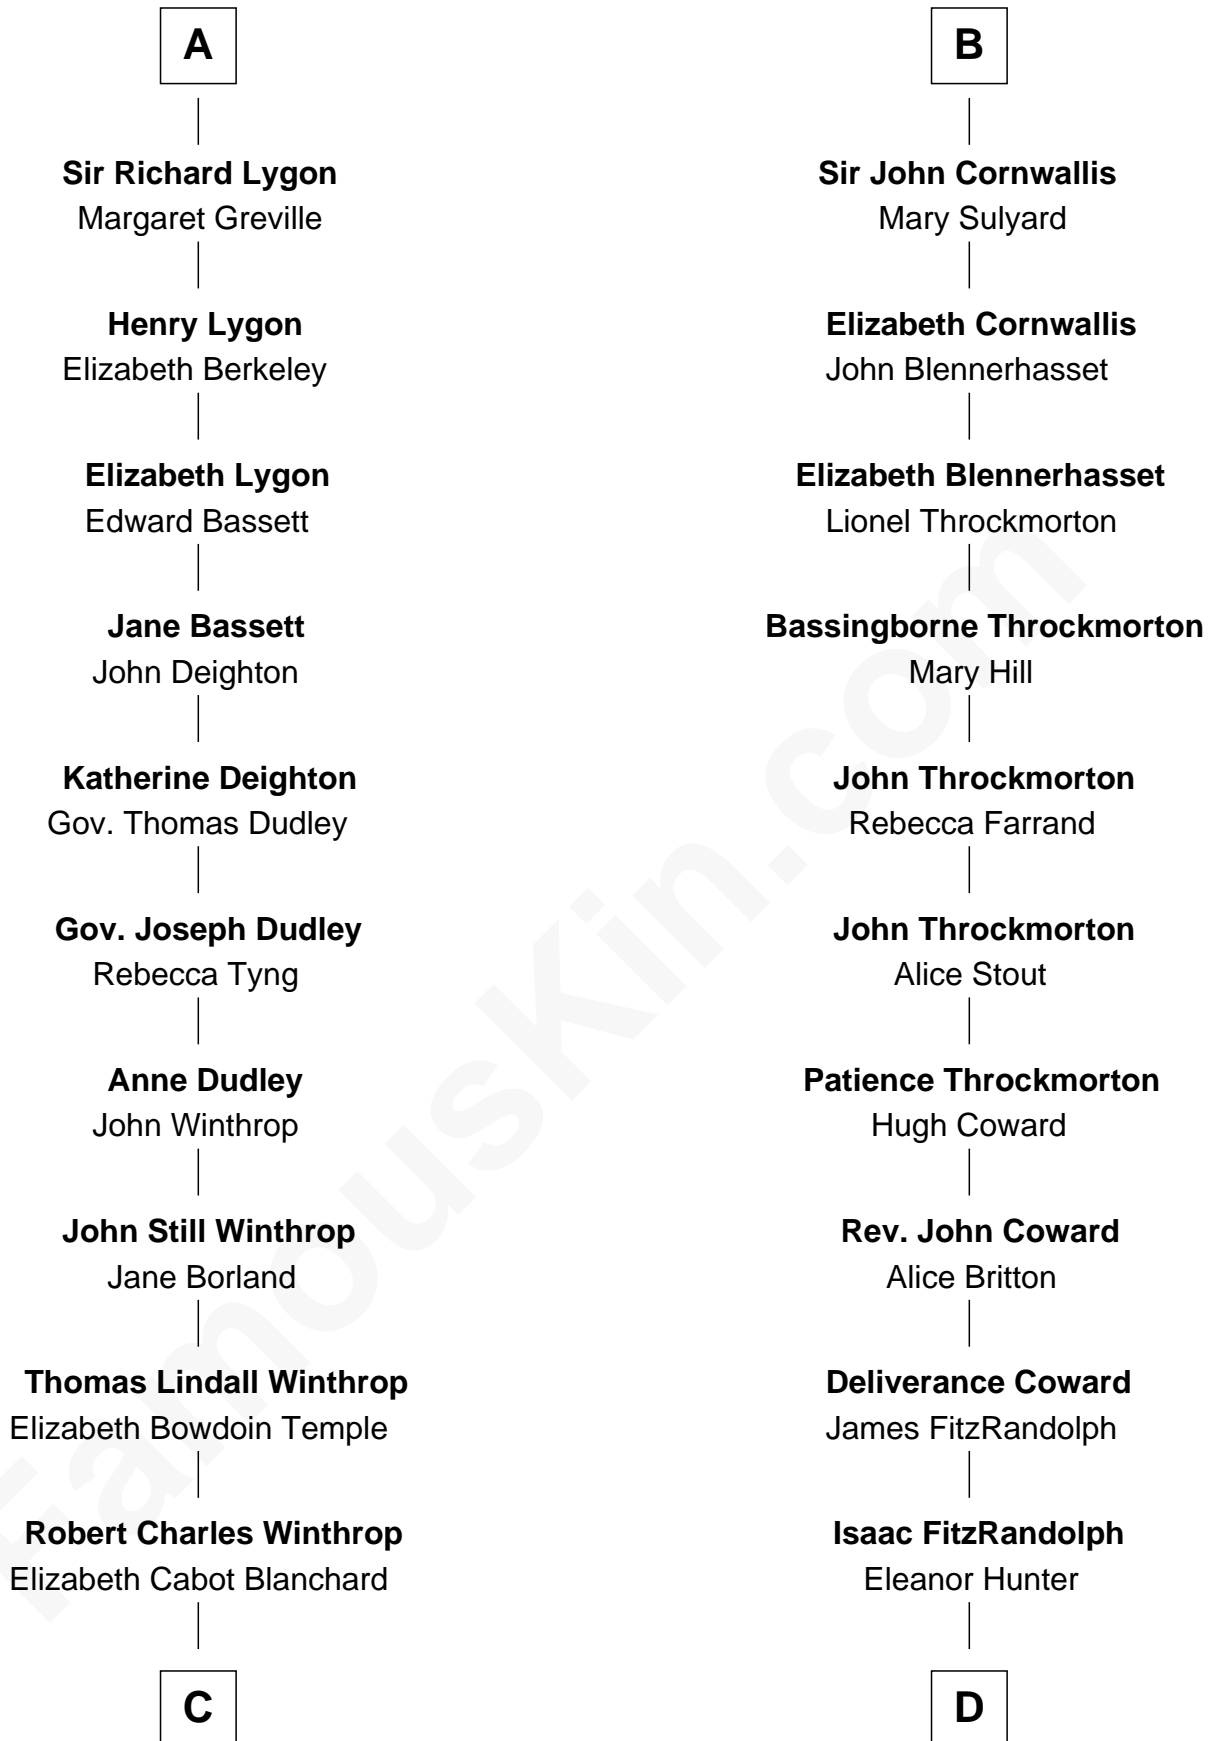 A
Sir Richard Lygon
Margaret Greville
Henry Lygon
Elizabeth Berkeley
Elizabeth Lygon
Edward Bassett
Jane Bassett
John Deighton
Katherine Deighton
Gov. Thomas Dudley
Gov. Joseph Dudley
Rebecca Tyng
Anne Dudley
John Winthrop
John Still Winthrop
Jane Borland
Thomas Lindall Winthrop
Elizabeth Bowdoin Temple
Robert Charles Winthrop
Elizabeth Cabot Blanchard
C
B
Sir John Cornwallis
Mary Sulyard
Elizabeth Cornwallis
John Blennerhasset
Elizabeth Blennerhasset
Lionel Throckmorton
Bassingborne Throckmorton
Mary Hill
John Throckmorton
Rebecca Farrand
John Throckmorton
Alice Stout
Patience Throckmorton
Hugh Coward
Rev. John Coward
Alice Britton
Deliverance Coward
James FitzRandolph
Isaac FitzRandolph
Eleanor Hunter
D
FamousKin.com